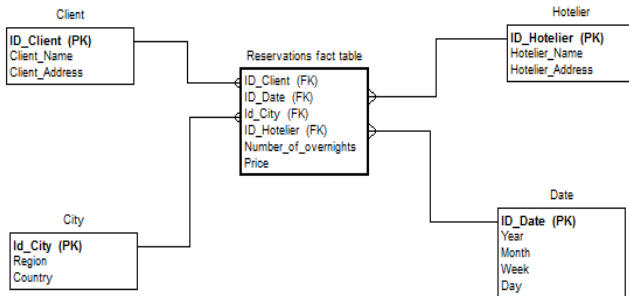 Client
ID_Client (PK)
Client_Name
Client_Address
Hotelier
ID_Hotelier (PK)
Hotelier_Name
Hotelier_Address
Reservations fact table
ID_Client (FK)
ID_Date (FK)
Id_City (FK)
ID_Hotelier (FK)
Number_of_overnights
Price
City
Id_City (PK)
Region
Country
Date
ID_Date (PK)
Year
Month
Week
Day